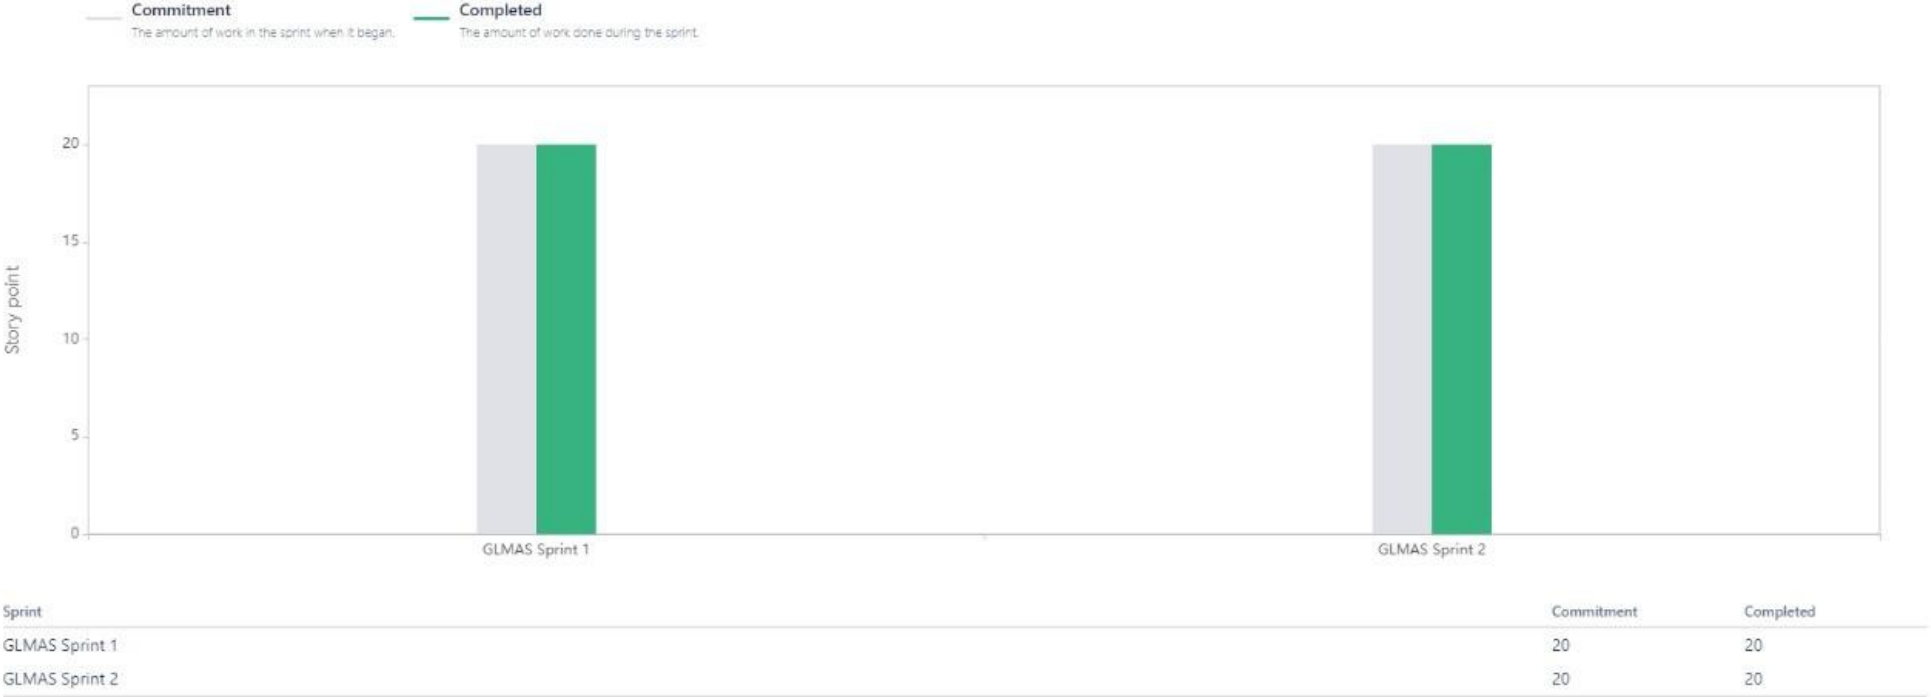 Commitment
The amount of work in the sprint when it began.
Completed
The amount of work done during the sprint.
Story point
20
15
10
5
0
GLMAS Sprint 1
GLMAS Sprint 2
Sprint Commitment Completed
GLMAS Sprint 1 20 20
GLMAS Sprint 2 20 20